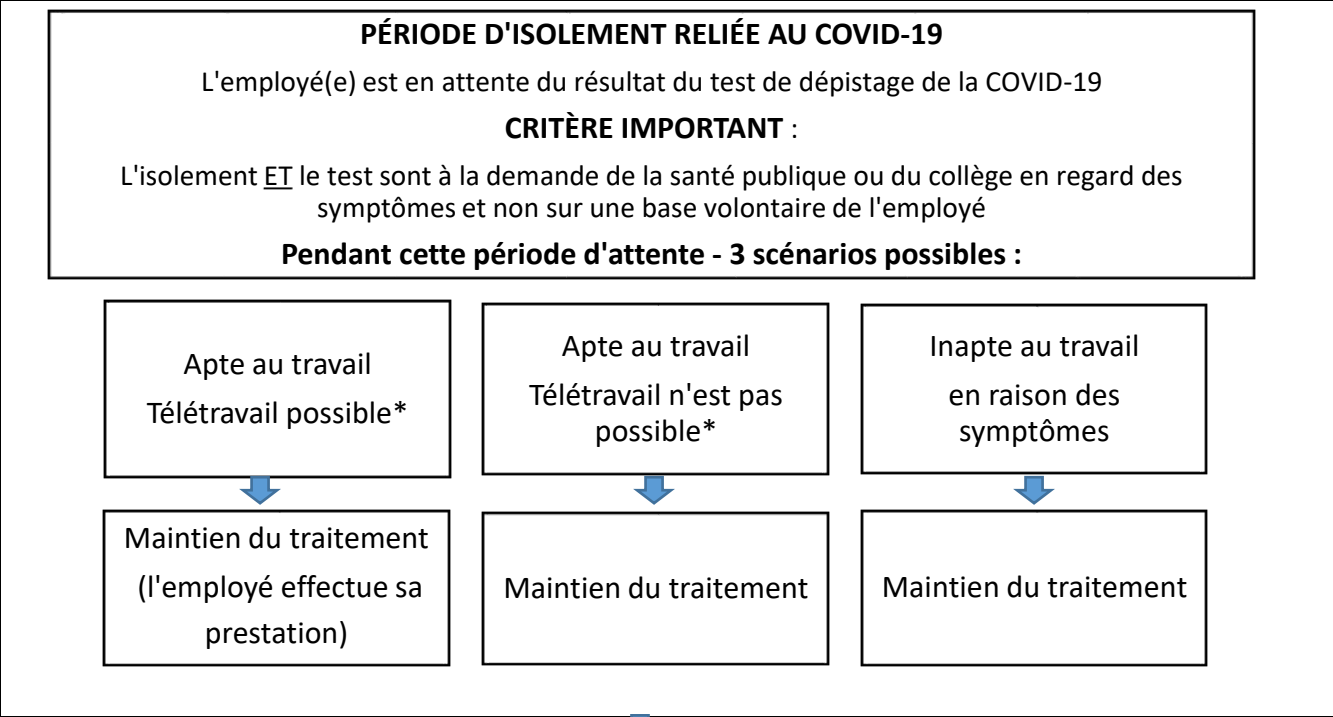 PÉRIODE D'ISOLEMENT RELIÉE AU COVID-19
L'employé(e) est en attente du résultat du test de dépistage de la COVID-19
CRITÈRE IMPORTANT :
L'isolement ET le test sont à la demande de la santé publique ou du collège en regard des
symptômes et non sur une base volontaire de l'employé
Pendant cette période d'attente - 3 scénarios possibles :
Apte au travail
Télétravail possible*
Apte au travail
Télétravail n'est pas
possible*
Inapte au travail
en raison des
symptômes
Maintien du traitement
(l'employé effectue sa
prestation)
Maintien du traitement
Maintien du traitement